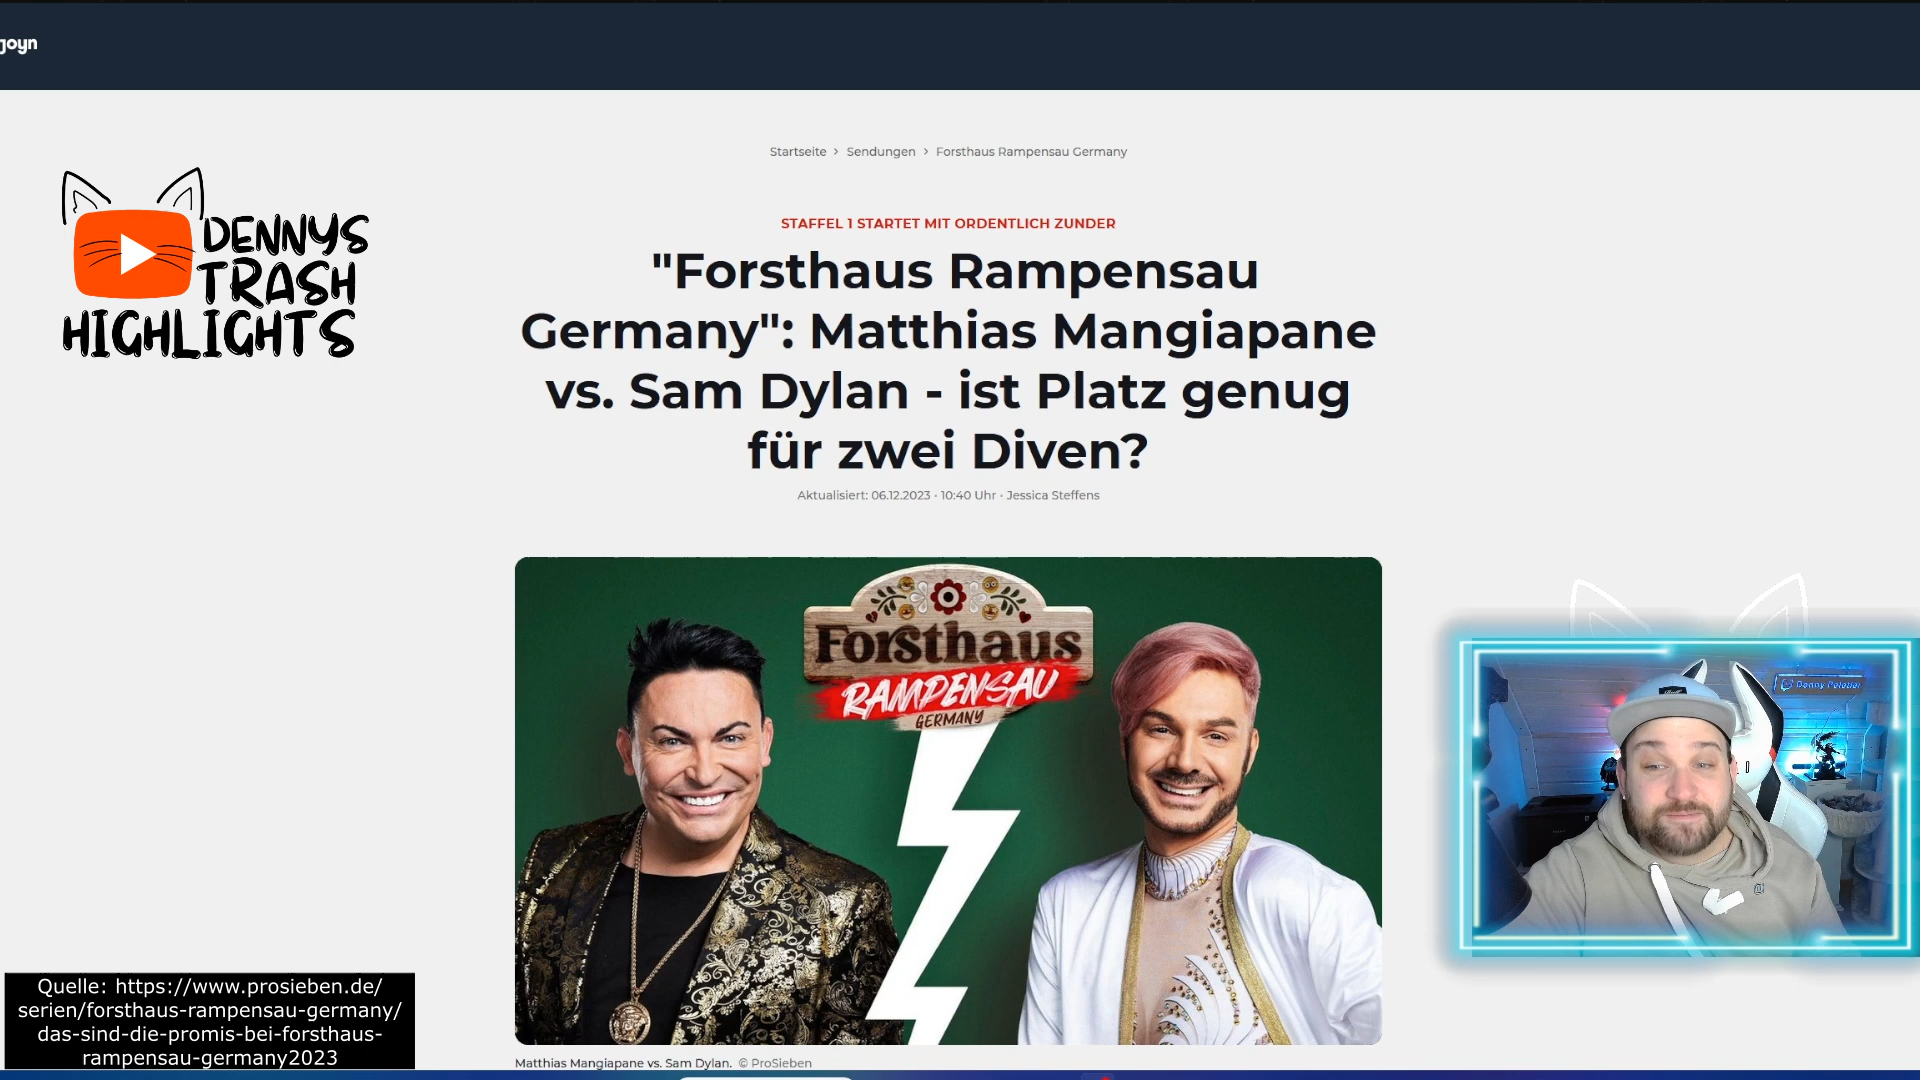 joyn
Startseite > Sendungen > Forsthaus Rampensau Germany
STAFFEL 1 STARTET MIT ORDENTLICH ZUNDER
"Forsthaus Rampensau
Germany": Matthias Mangiapane
vs. Sam Dylan - ist Platz genug
für zwei Diven?
Aktualisiert: 06.12.2023 • 10:40 Uhr • Jessica Steffens
DENNYS
TRASH
HIGHLIGHTS
Forsthaus
RAMPENSAU
GERMANY
Denny Peletier
Quelle: https://www.prosieben.de/
serien/forsthaus-rampensau-germany/
das-sind-die-promis-bei-forsthaus-
rampensau-germany2023
Matthias Mangiapane vs. Sam Dylan. © ProSieben